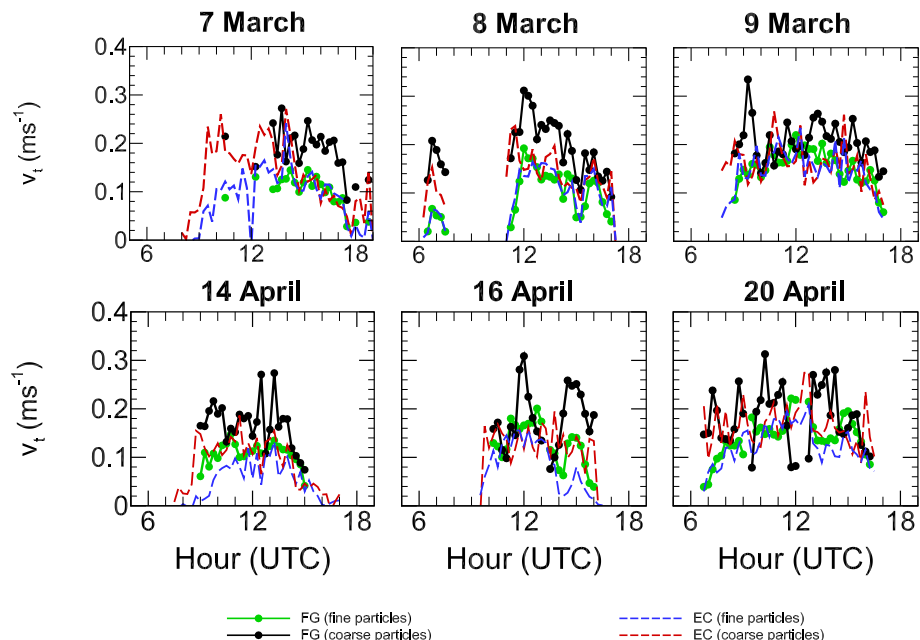 7 March 8 March 9 March
0.4
0.3
0.2
0.1
0
v_t (ms⁻¹)
6 12 18 6 12 18 6 12 18
14 April 16 April 20 April
0.4
0.3
0.2
0.1
0
v_t (ms⁻¹)
6 12 18 6 12 18 6 12 18
Hour (UTC) Hour (UTC) Hour (UTC)
FG (fine particles) EC (fine particles)
FG (coarse particles) EC (coarse particles)